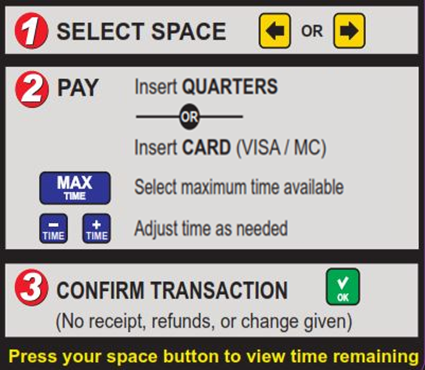 1 SELECT SPACE ← OR →
2 PAY Insert QUARTERS
OR
Insert CARD (VISA / MC)
MAX TIME Select maximum time available
− TIME + TIME Adjust time as needed
3 CONFIRM TRANSACTION ✓ OK
(No receipt, refunds, or change given)
Press your space button to view time remaining